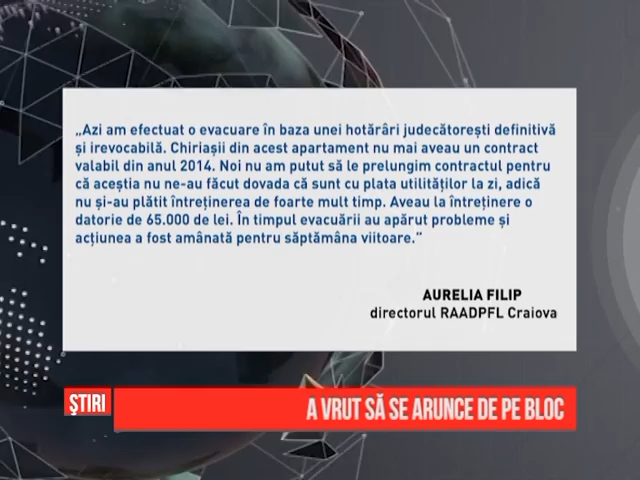 „Azi am efectuat o evacuare în baza unei hotărâri judecătorești definitivă
și irevocabilă. Chiriașii din acest apartament nu mai aveau un contract
valabil din anul 2014. Noi nu am putut să le prelungim contractul pentru
că aceștia nu ne-au făcut dovada că sunt cu plata utilităților la zi, adică
nu și-au plătit întreținerea de foarte mult timp. Aveau la întreținere o
datorie de 65.000 de lei. În timpul evacuării au apărut probleme și
acțiunea a fost amânată pentru săptămâna viitoare.”
AURELIA FILIP
directorul RAADPFL Craiova
ŞTIRI
A VRUT SĂ SE ARUNCE DE PE BLOC